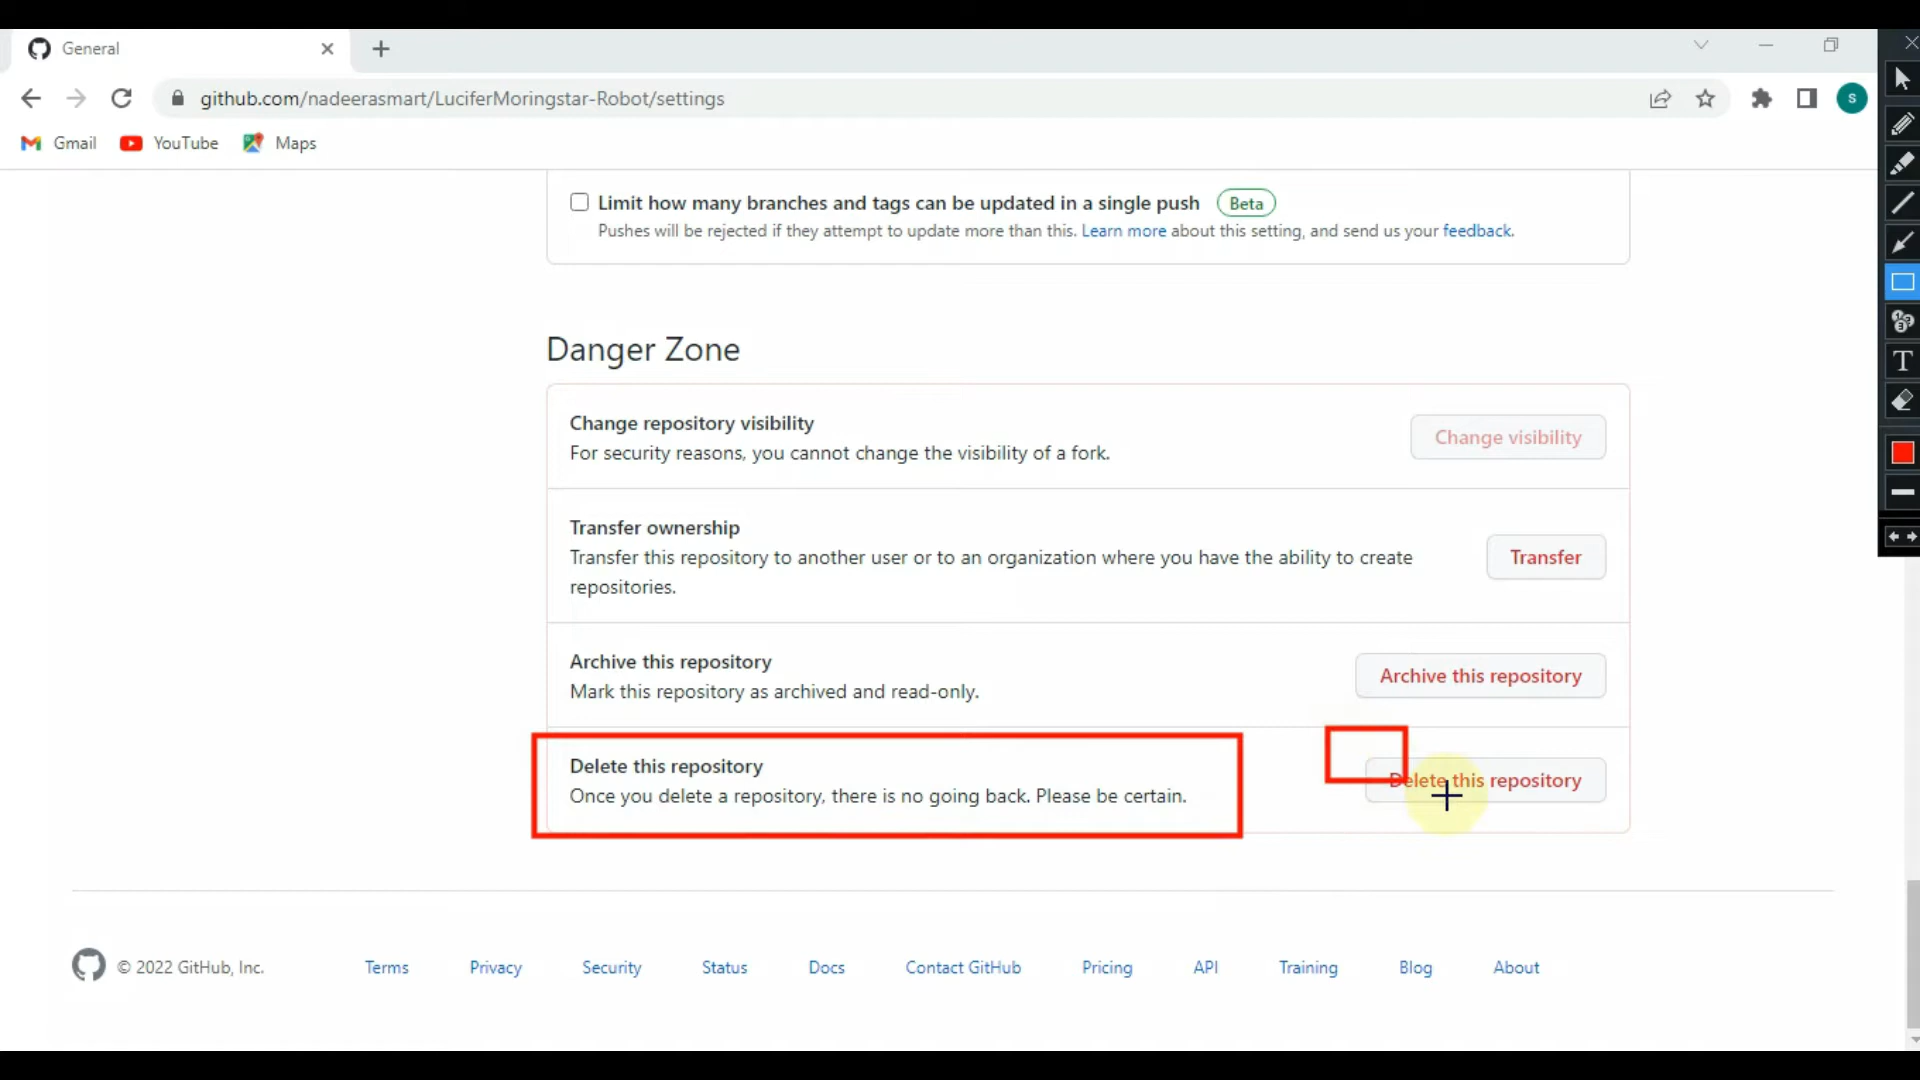 General
github.com/nadeerasmart/LuciferMoringstar-Robot/settings
S
Gmail YouTube Maps
Limit how many branches and tags can be updated in a single push Beta
Pushes will be rejected if they attempt to update more than this. Learn more about this setting, and send us your feedback.
Danger Zone
Change repository visibility
For security reasons, you cannot change the visibility of a fork.
Change visibility
Transfer ownership
Transfer this repository to another user or to an organization where you have the ability to create
repositories.
Transfer
Archive this repository
Mark this repository as archived and read-only.
Archive this repository
Delete this repository
Once you delete a repository, there is no going back. Please be certain.
Delete this repository
© 2022 GitHub, Inc. Terms Privacy Security Status Docs Contact GitHub Pricing API Training Blog About
T